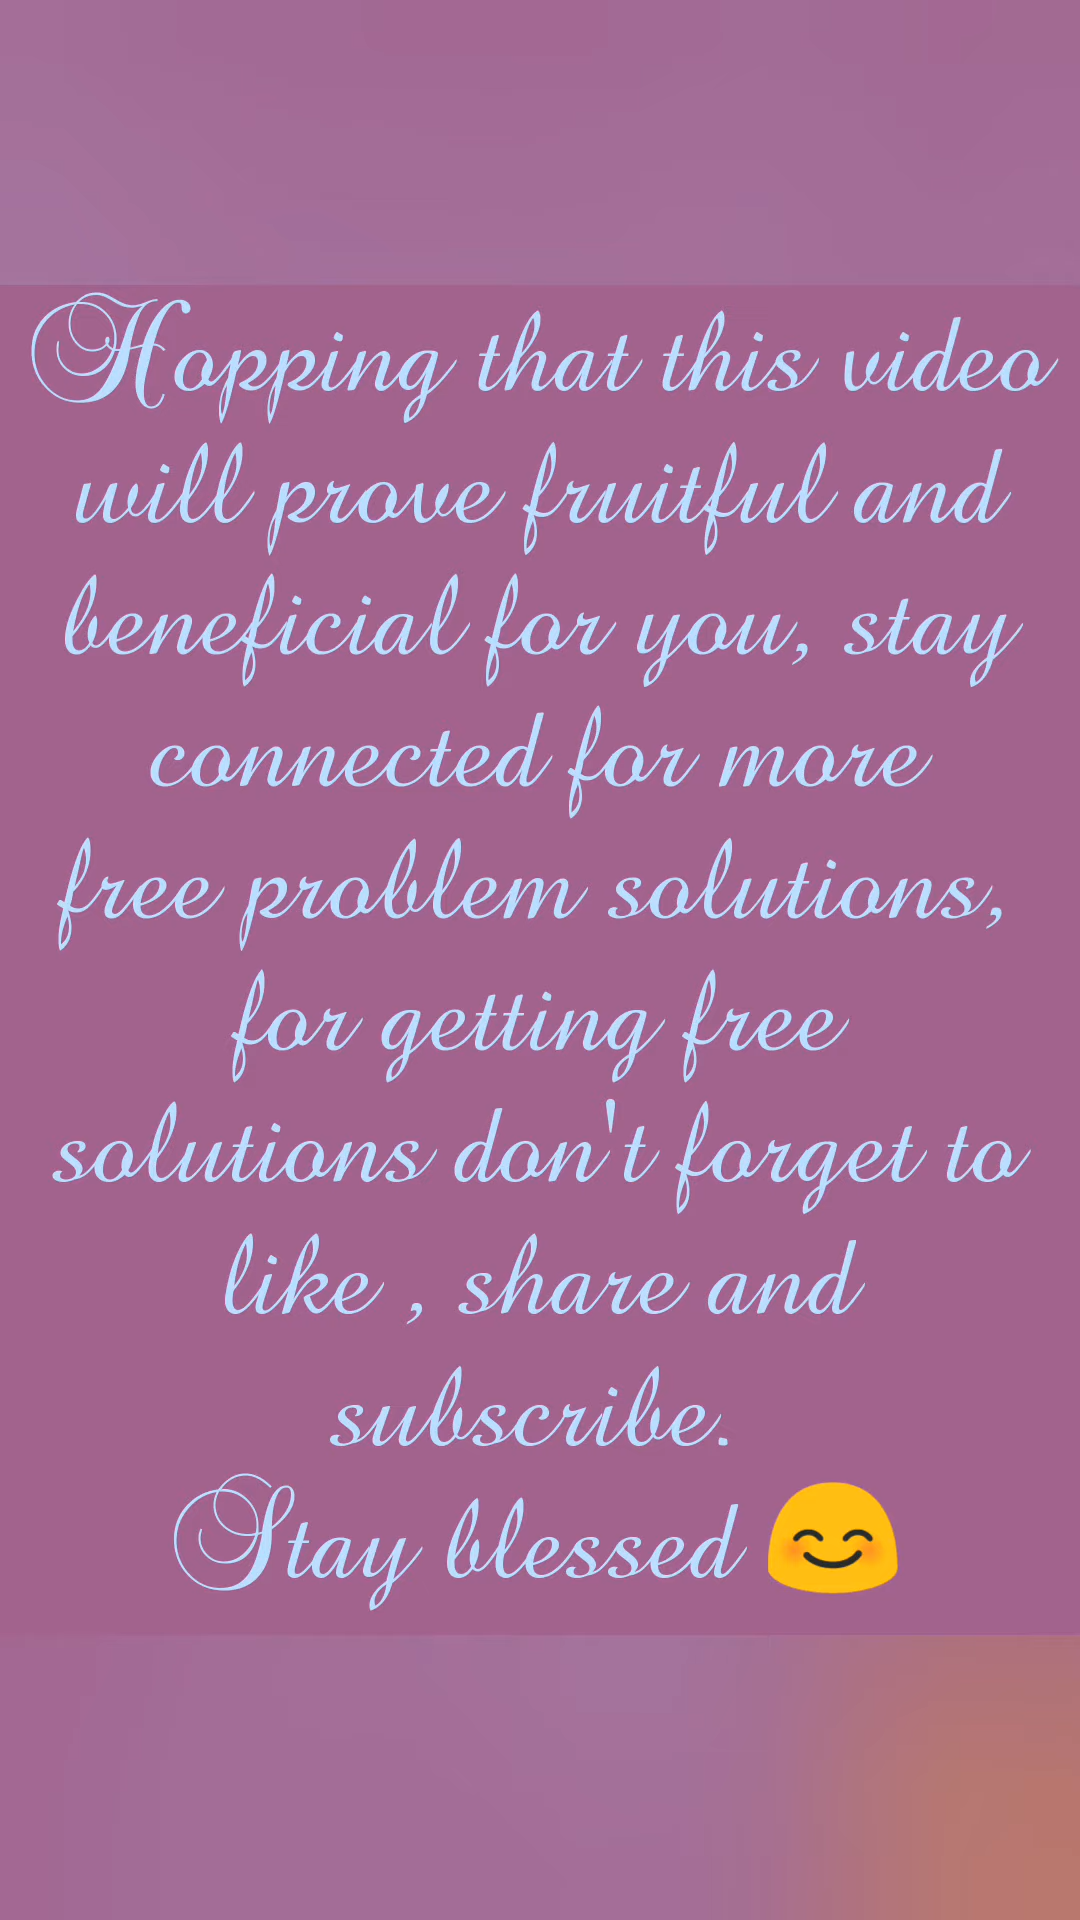 Hopping that this video
will prove fruitful and
beneficial for you, stay
connected for more
free problem solutions,
for getting free
solutions don't forget to
like , share and
subscribe.
Stay blessed 😊